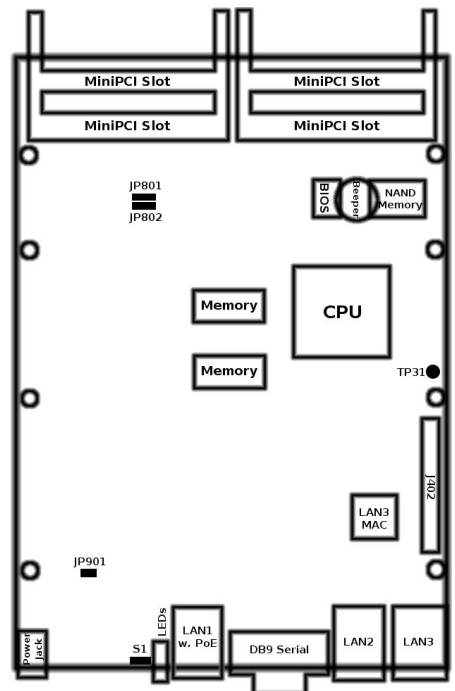 MiniPCI Slot
MiniPCI Slot
MiniPCI Slot
MiniPCI Slot
JP801
JP802
BIOS
Beeper
NAND
Memory
Memory
CPU
Memory
TP31
J402
LAN3
MAC
JP901
Power
Jack
S1
LEDs
LAN1
w. PoE
DB9 Serial
LAN2
LAN3